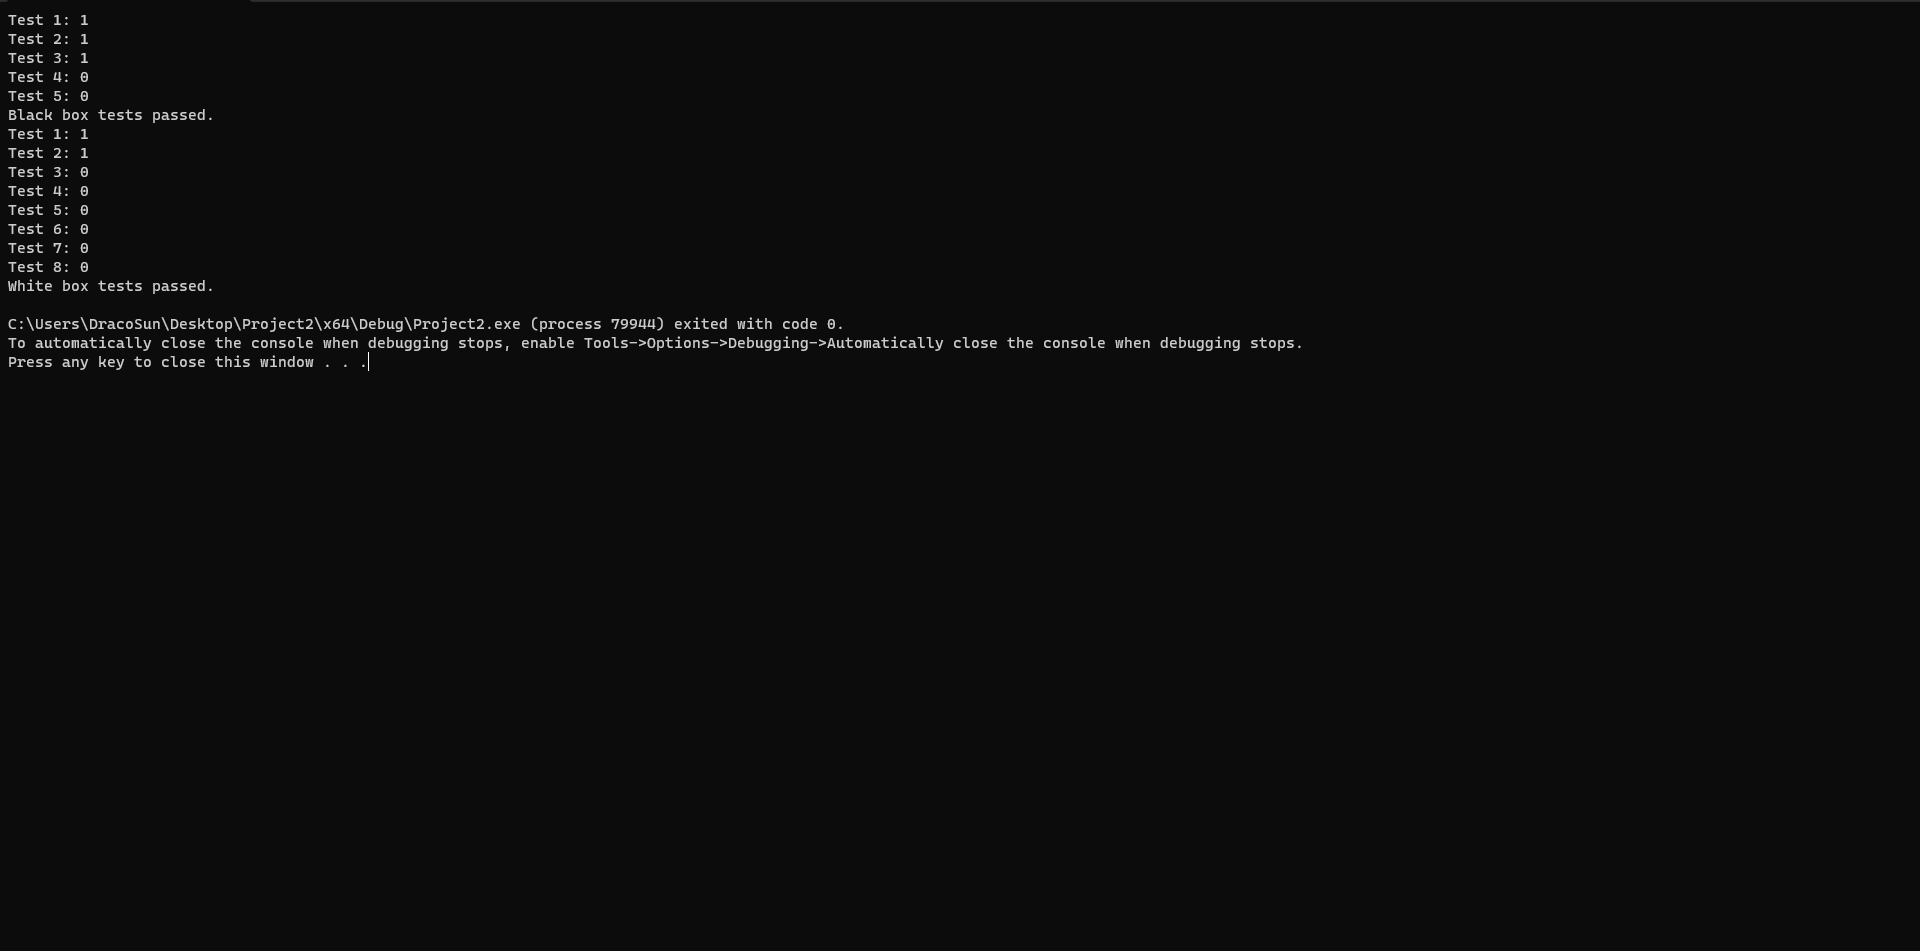 Test 1: 1
Test 2: 1
Test 3: 1
Test 4: 0
Test 5: 0
Black box tests passed.
Test 1: 1
Test 2: 1
Test 3: 0
Test 4: 0
Test 5: 0
Test 6: 0
Test 7: 0
Test 8: 0
White box tests passed.

C:\Users\DracoSun\Desktop\Project2\x64\Debug\Project2.exe (process 79944) exited with code 0.
To automatically close the console when debugging stops, enable Tools->Options->Debugging->Automatically close the console when debugging stops.
Press any key to close this window . . .